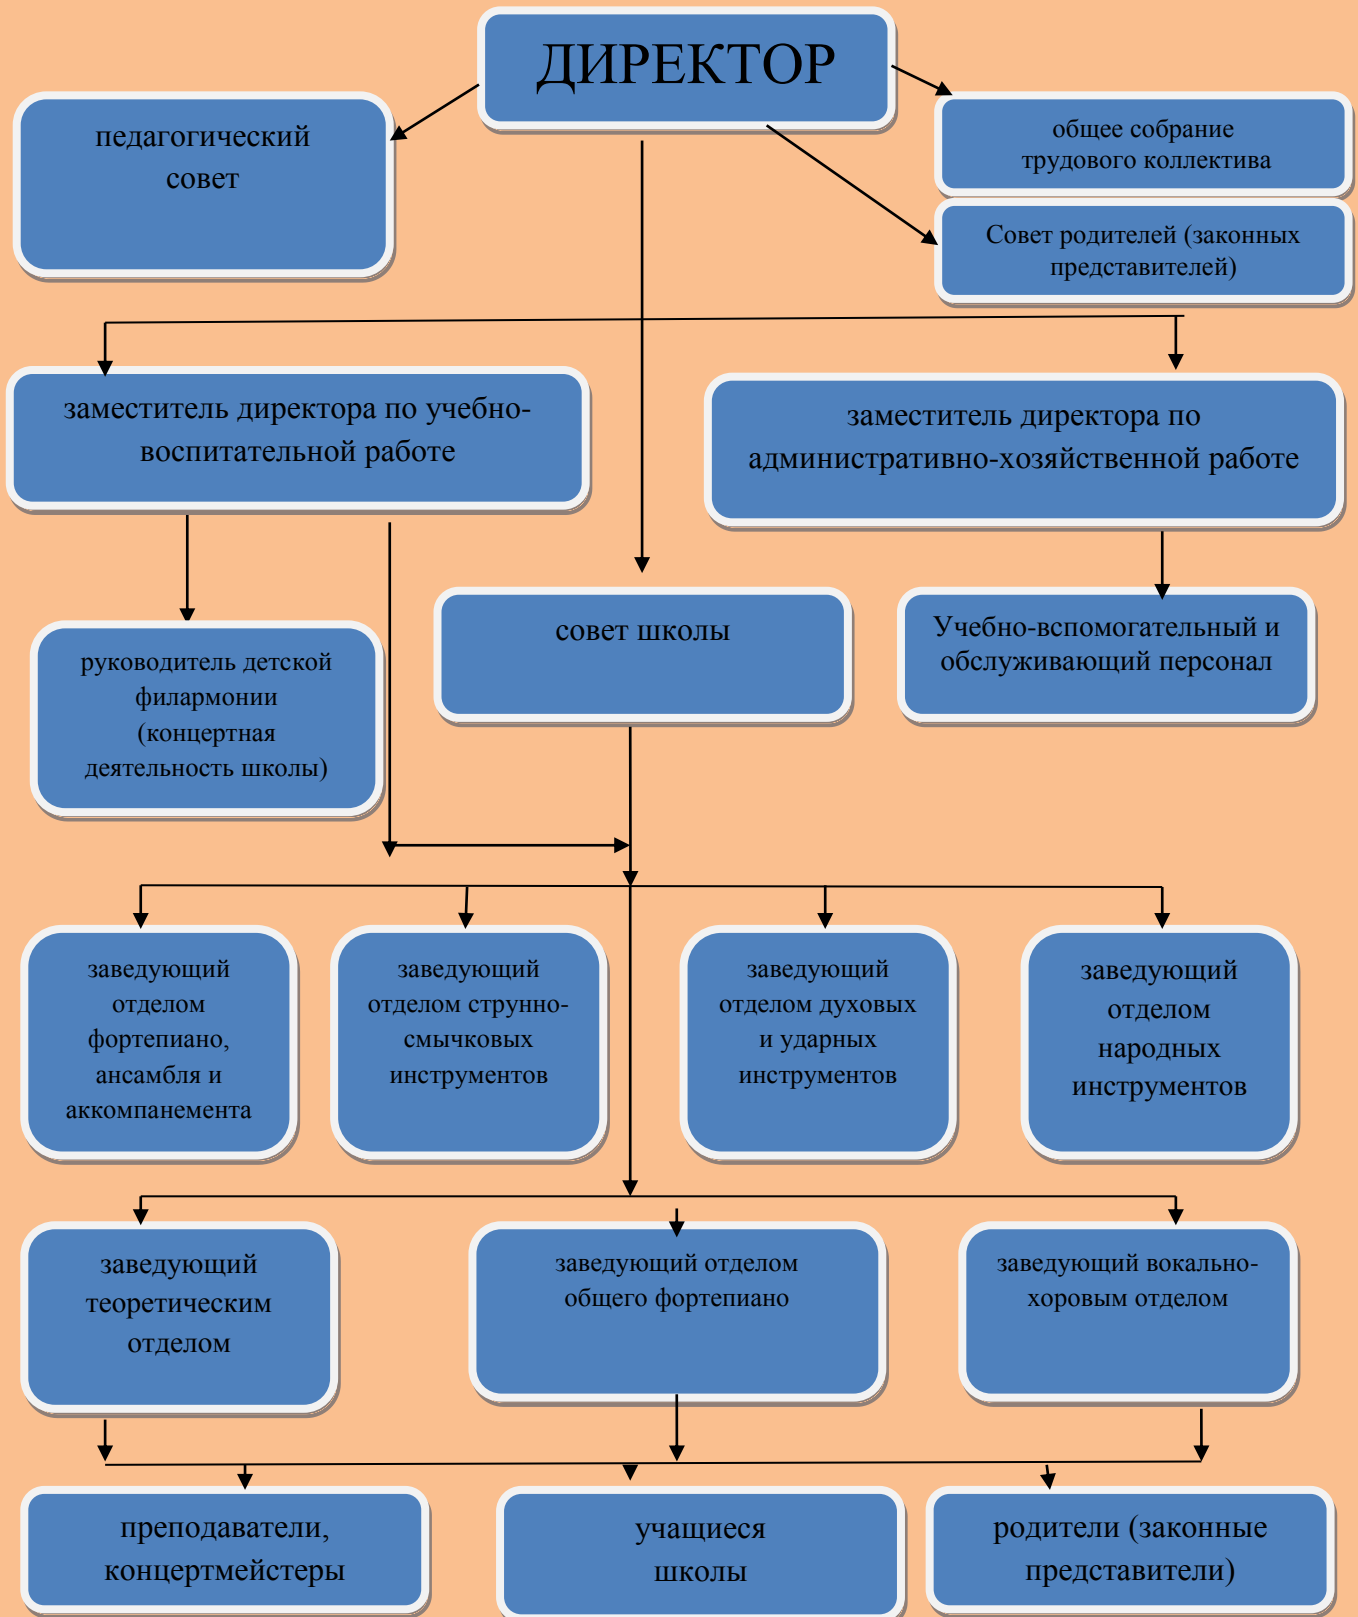 ДИРЕКТОР
педагогический
совет
общее собрание
трудового коллектива
Совет родителей (законных
представителей)
заместитель директора по учебно-
воспитательной работе
заместитель директора по
административно-хозяйственной работе
руководитель детской
филармонии
(концертная
деятельность школы)
совет школы
Учебно-вспомогательный и
обслуживающий персонал
заведующий
отделом
фортепиано,
ансамбля и
аккомпанемента
заведующий
отделом струнно-
смычковых
инструментов
заведующий
отделом духовых
и ударных
инструментов
заведующий
отделом
народных
инструментов
заведующий
теоретическим
отделом
заведующий отделом
общего фортепиано
заведующий вокально-
хоровым отделом
преподаватели,
концертмейстеры
учащиеся
школы
родители (законные
представители)